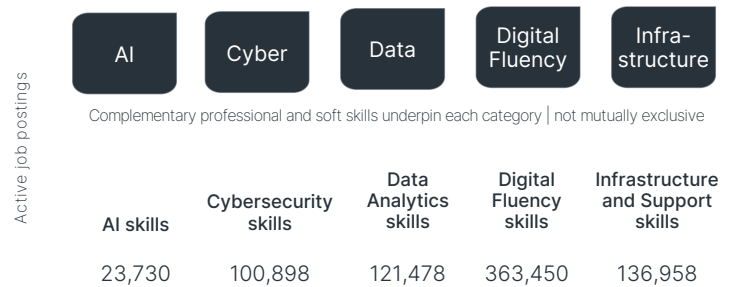 AI
Cyber
Data
Digital
Fluency
Infra-
structure
Complementary professional and soft skills underpin each category | not mutually exclusive
Active job postings
AI skills
Cybersecurity
skills
Data
Analytics
skills
Digital
Fluency
skills
Infrastructure
and Support
skills
23,730
100,898
121,478
363,450
136,958